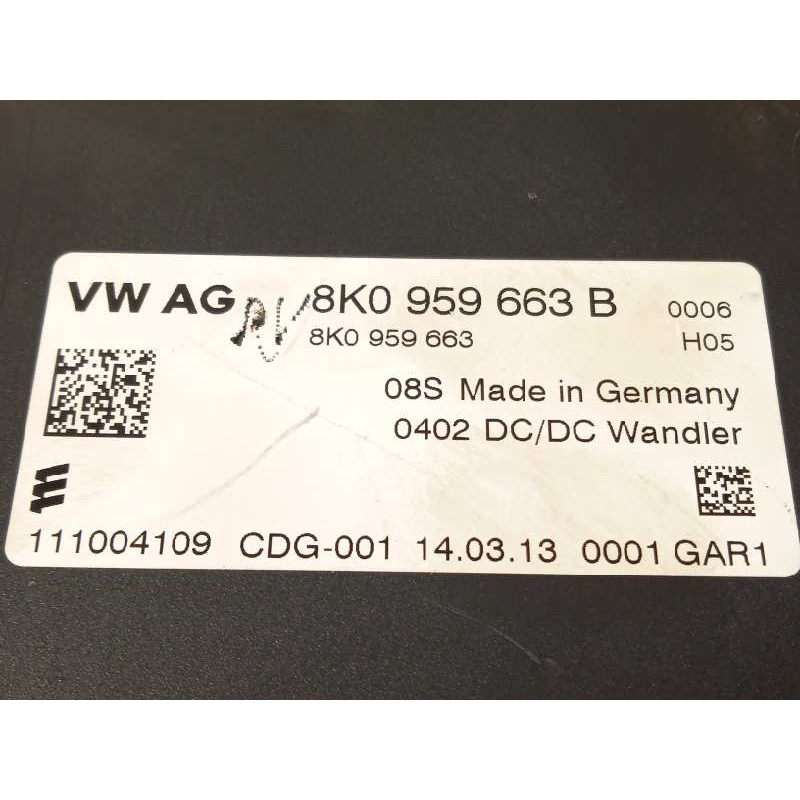 VW AG 8K0 959 663 B 0006
8K0 959 663 H05
08S Made in Germany
0402 DC/DC Wandler
111004109 CDG-001 14.03.13 0001 GAR1